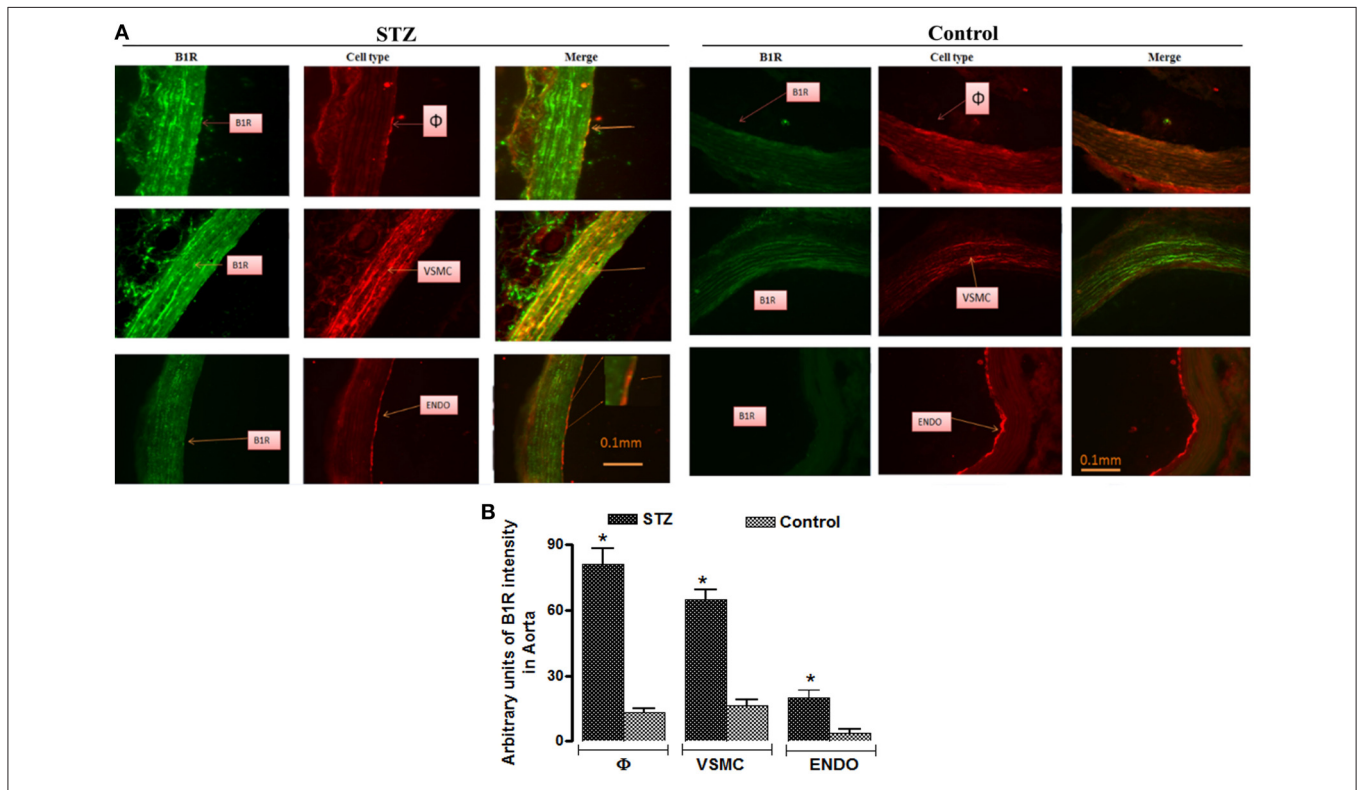 A
STZ
Control
B1R Cell type Merge
B1R Cell type Merge
B1R
Φ
B1R
Φ
B1R
VSMC
B1R
VSMC
B1R
ENDO
0.1mm
B1R
ENDO
0.1mm
B
STZ
Control
Arbitrary units of B1R intensity
in Aorta
90
60
30
0
*
*
*
Φ
VSMC
ENDO